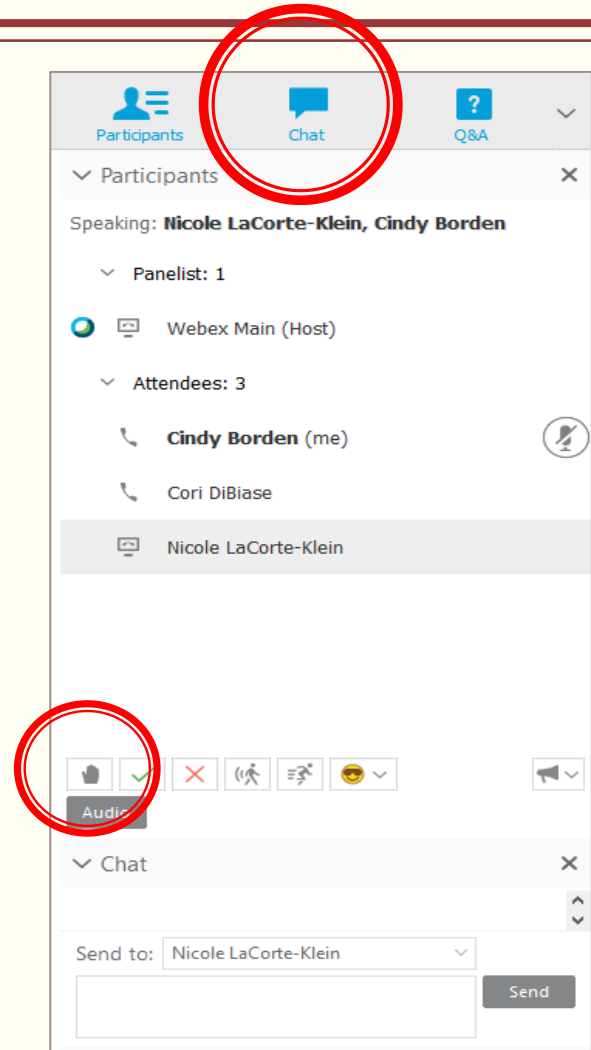 Participants Chat ? Q&A
Participants
Speaking: Nicole LaCorte-Klein, Cindy Borden
Panelist: 1
Webex Main (Host)
Attendees: 3
Cindy Borden (me)
Cori DiBiase
Nicole LaCorte-Klein
Audio
Chat
Send to: Nicole LaCorte-Klein
Send